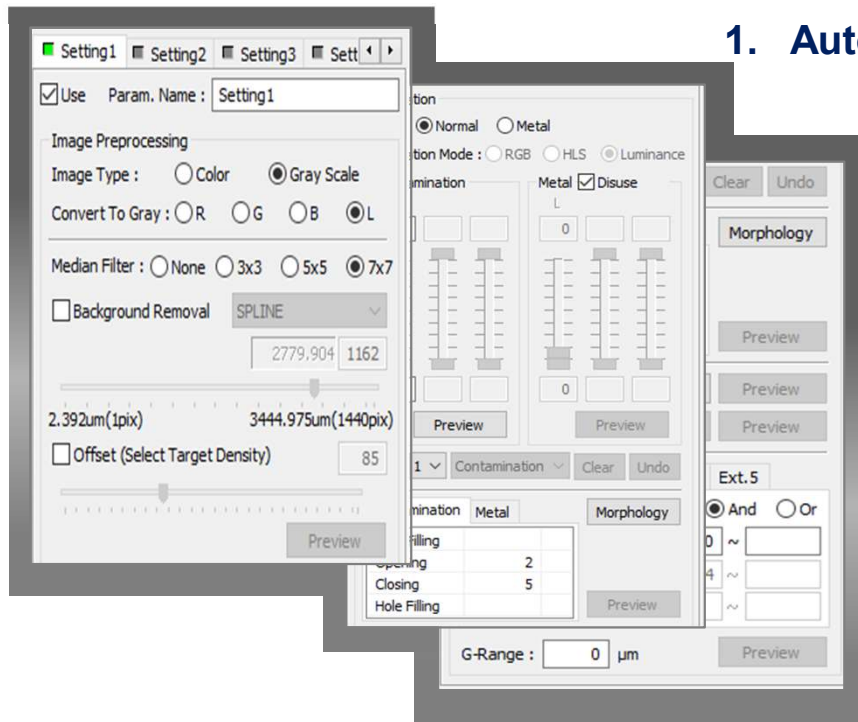 1. Aut
Setting1 Setting2 Setting3 Sett
Use Param. Name : Setting1
Image Preprocessing
Image Type : Color Gray Scale
Convert To Gray : R G B L
Median Filter : None 3x3 5x5 7x7
Background Removal SPLINE
2779.904 1162
2.392um(1pix) 3444.975um(1440pix)
Offset (Select Target Density) 85
Preview
tion
Normal Metal
tion Mode : RGB HLS Luminance
mination Metal Disuse
L
0
0
Preview Preview
1 Contamination Clear Undo
mination Metal Morphology
Filling
Opening 2
Closing 5
Hole Filling Preview
Clear Undo
Morphology
Preview
Preview
Preview
Ext.5
And Or
0 ~
4 ~
~
G-Range : 0 µm Preview